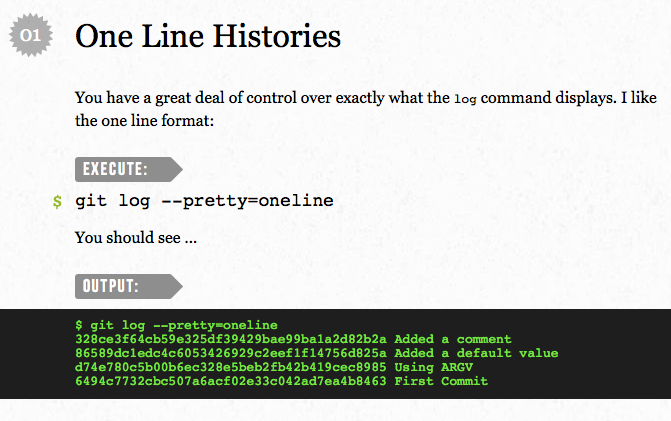 01
One Line Histories
You have a great deal of control over exactly what the log command displays. I like
the one line format:
EXECUTE:
$ git log --pretty=oneline
You should see ...
OUTPUT:
$ git log --pretty=oneline
328ce3f64cb59e325df39429bae99ba1a2d82b2a Added a comment
86589dc1edc4c6053426929c2eef1f14756d825a Added a default value
d74e780c5b00b6ec328e5beb2fb42b419cec8985 Using ARGV
6494c7732cbc507a6acf02e33c042ad7ea4b8463 First Commit